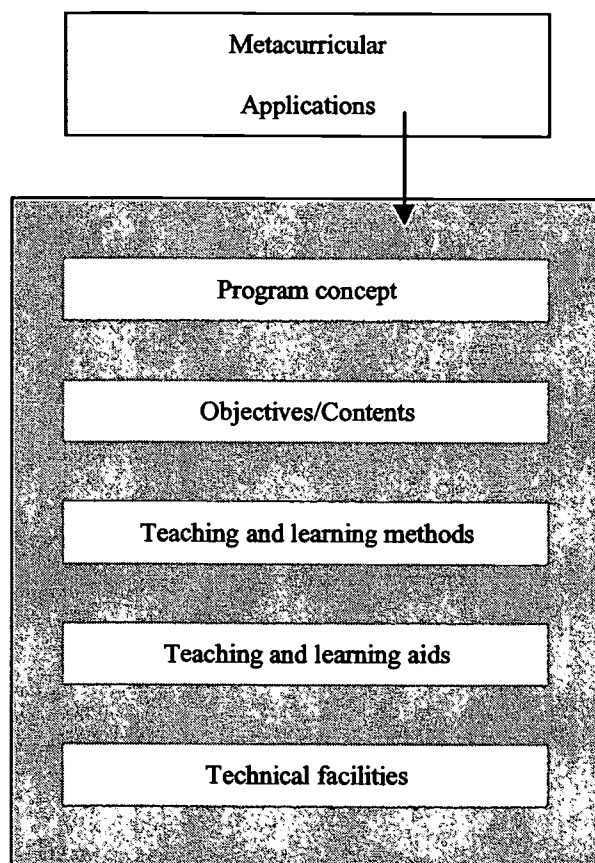 Metacurricular
Applications
Program concept
Objectives/Contents
Teaching and learning methods
Teaching and learning aids
Technical facilities